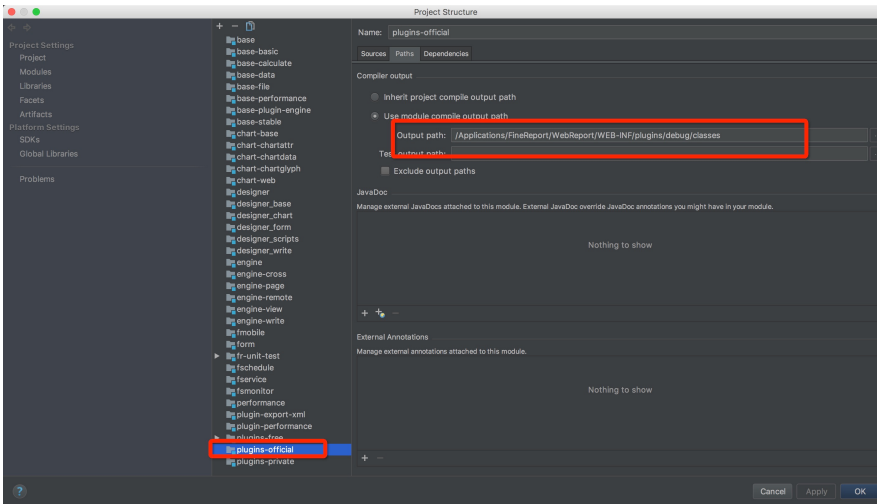 Project Structure
Project Settings
Project
Modules
Libraries
Facets
Artifacts
Platform Settings
SDKs
Global Libraries
Problems
base
base-basic
base-calculate
base-data
base-file
base-performance
base-plugin-engine
base-stable
chart-base
chart-chartattr
chart-chartdata
chart-chartglyph
chart-web
designer
designer_base
designer_chart
designer_form
designer_scripts
designer_write
engine
engine-cross
engine-page
engine-remote
engine-view
engine-write
fmobile
form
fr-unit-test
fschedule
fservice
fsmonitor
performance
plugin-export-xml
plugin-performance
plugins-free
plugins-official
plugins-private
Name: plugins-official
Sources Paths Dependencies
Compiler output
Inherit project compile output path
Use module compile output path
Output path: /Applications/FineReport/WebReport/WEB-INF/plugins/debug/classes
Test output path:
Exclude output paths
JavaDoc
Manage external JavaDocs attached to this module. External JavaDoc override JavaDoc annotations you might have in your module.
Nothing to show
External Annotations
Manage external annotations attached to this module.
Nothing to show
? Cancel Apply OK